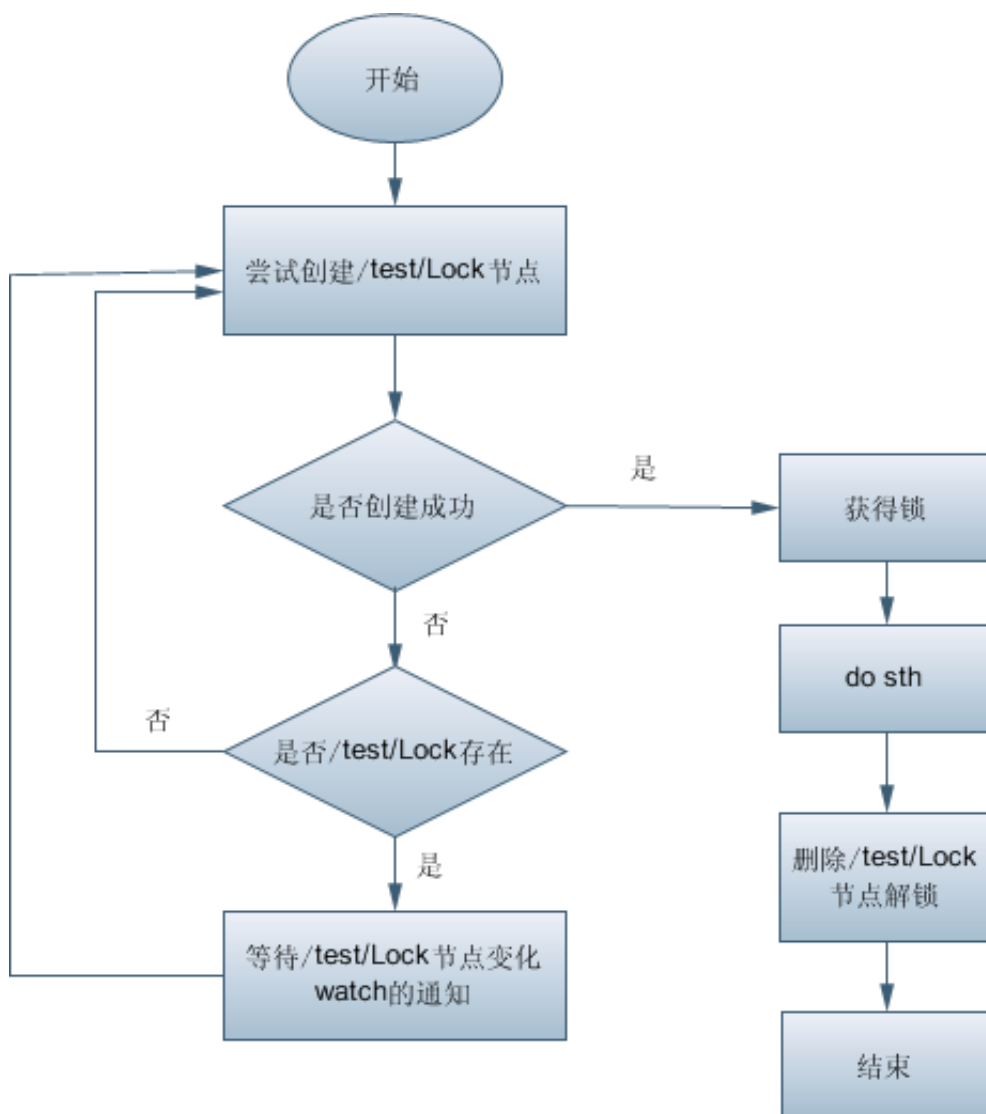 开始
尝试创建/test/Lock节点
是否创建成功
是
获得锁
否
do sth
否
是否/test/Lock存在
是
删除/test/Lock
节点解锁
等待/test/Lock节点变化
watch的通知
结束